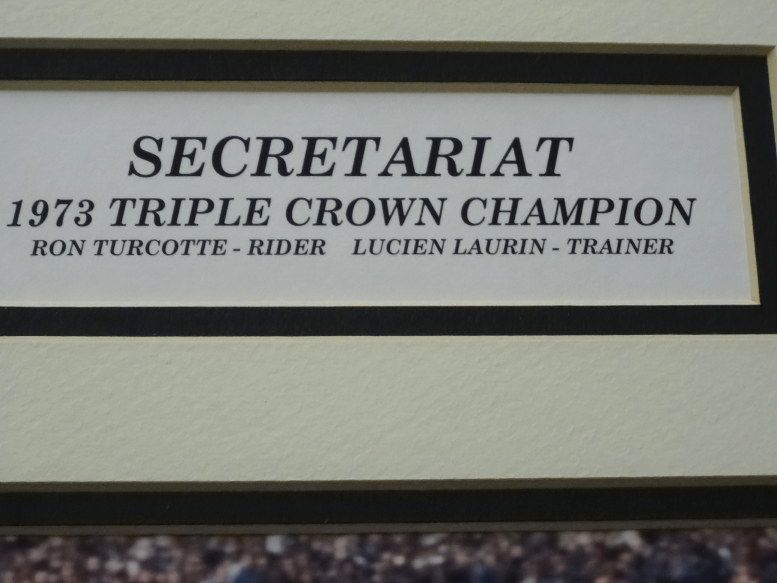 SECRETARIAT
1973 TRIPLE CROWN CHAMPION
RON TURCOTTE - RIDER LUCIEN LAURIN - TRAINER